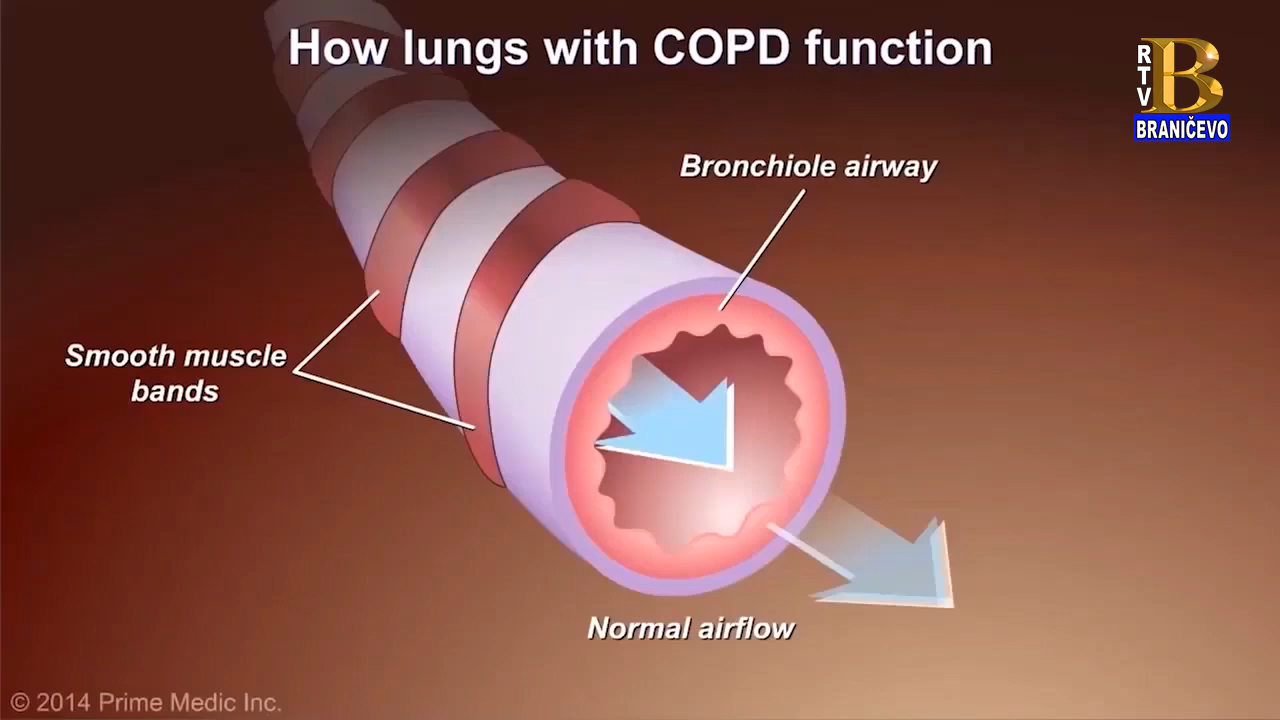 How lungs with COPD function
RTV
B
BRANIČEVO
Bronchiole airway
Smooth muscle
bands
Normal airflow
© 2014 Prime Medic Inc.